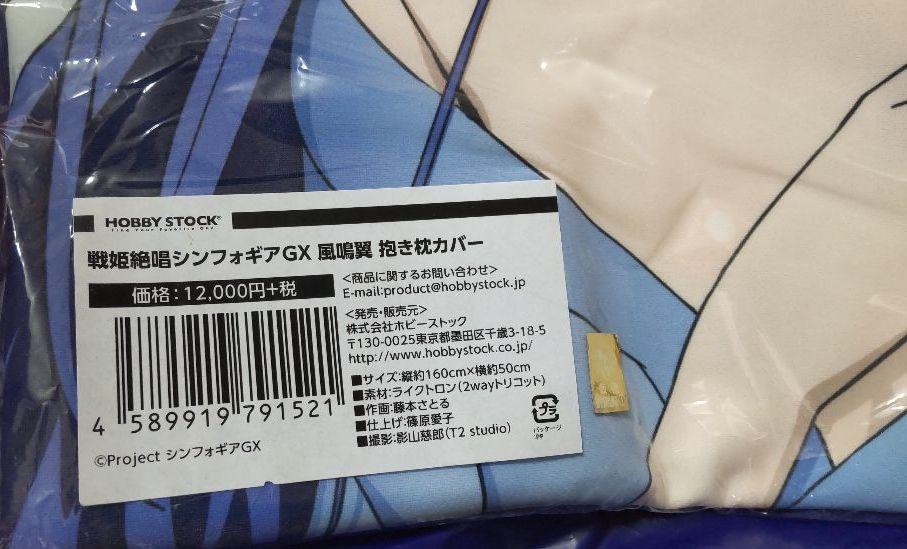 HOBBY STOCK®
Find Your Favorite One
戦姫絶唱シンフォギアGX 風鳴翼 抱き枕カバー
価格:12,000円+税
<商品に関するお問い合わせ>
E-mail:product@hobbystock.jp
<発売・販売元>
株式会社ホビーストック
〒130-0025東京都墨田区千歳3-18-5
http://www.hobbystock.co.jp/
■サイズ:縦約160cm×横約50cm
■素材:ライクトロン(2wayトリコット)
■作画:藤本さとる
■仕上げ:篠原愛子
■撮影:影山慈郎(T2 studio)
4 589919 791521
©Project シンフォギアGX
プラ
パッケージ